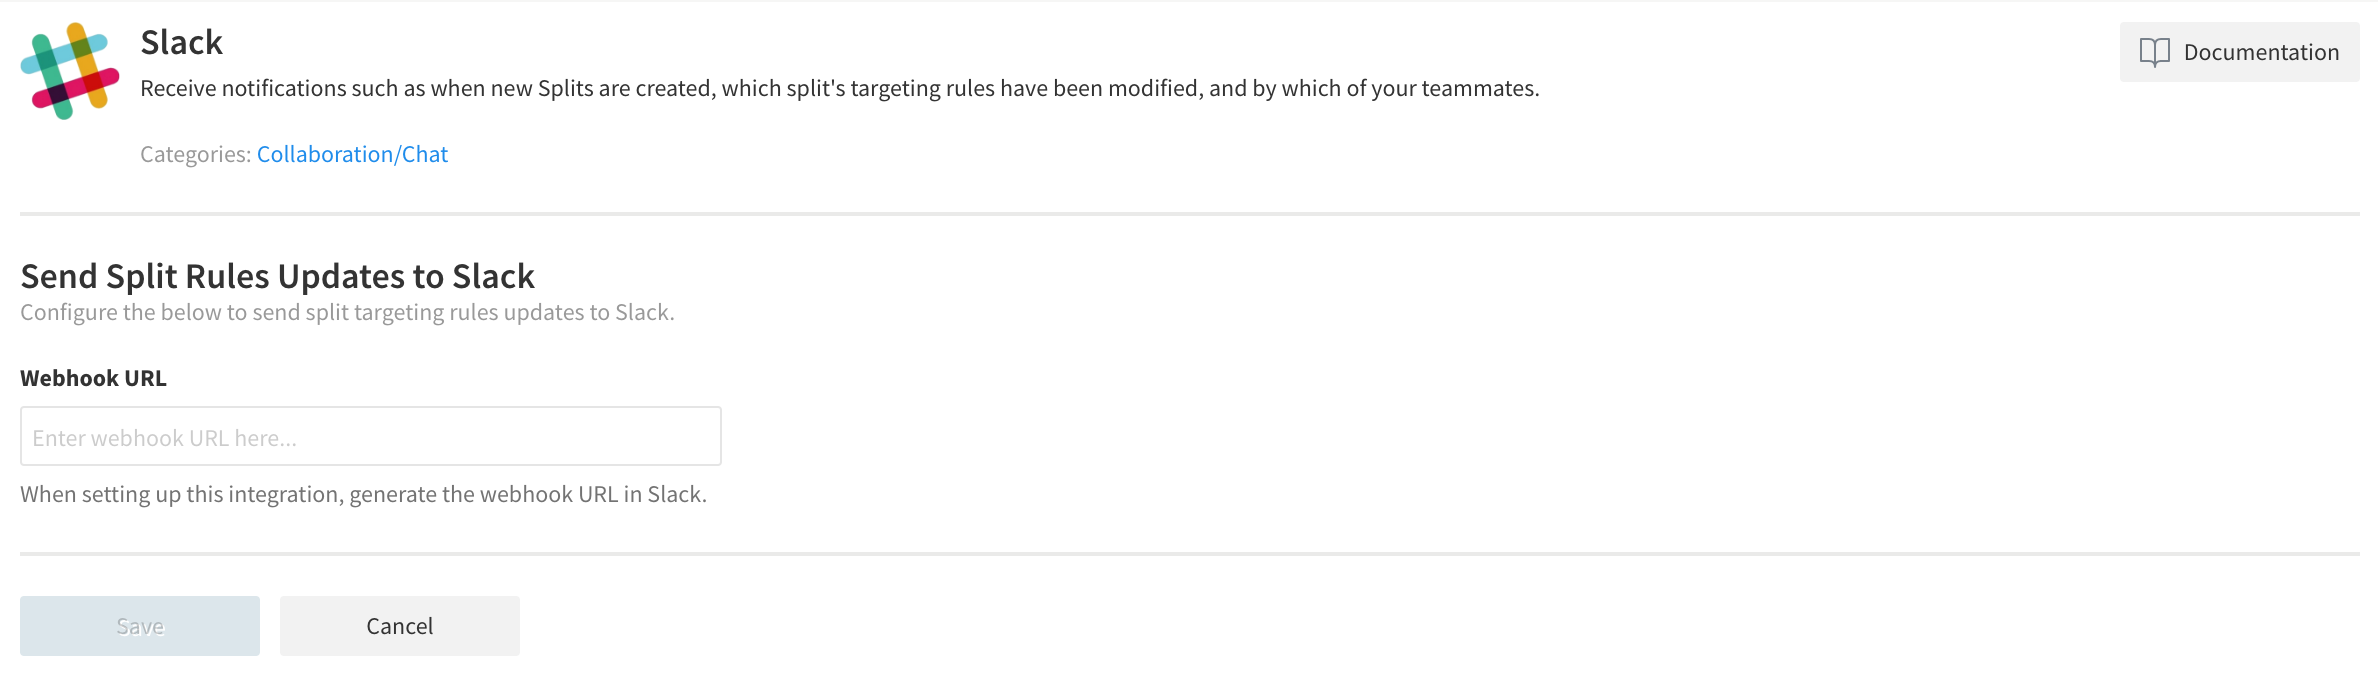 Slack
Documentation
Receive notifications such as when new Splits are created, which split's targeting rules have been modified, and by which of your teammates.
Categories: Collaboration/Chat
Send Split Rules Updates to Slack
Configure the below to send split targeting rules updates to Slack.
Webhook URL
Enter webhook URL here...
When setting up this integration, generate the webhook URL in Slack.
Save
Cancel